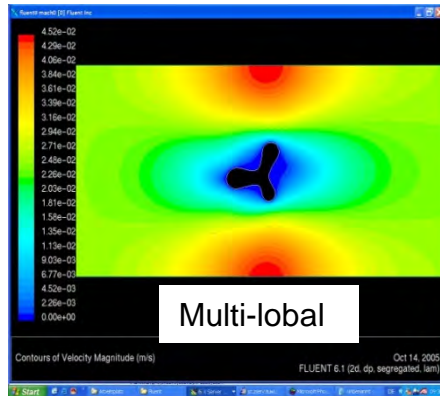 fluent# mach0 [0] Fluent Inc
4.52e-02
4.29e-02
4.06e-02
3.84e-02
3.61e-02
3.39e-02
3.16e-02
2.94e-02
2.71e-02
2.48e-02
2.26e-02
2.03e-02
1.81e-02
1.58e-02
1.36e-02
1.13e-02
9.03e-03
6.77e-03
4.52e-03
2.26e-03
0.00e+00
Multi-lobal
Contours of Velocity Magnitude (m/s)
Oct 14, 2005
FLUENT 6.1 (2d, dp, segregated, lam)
Start